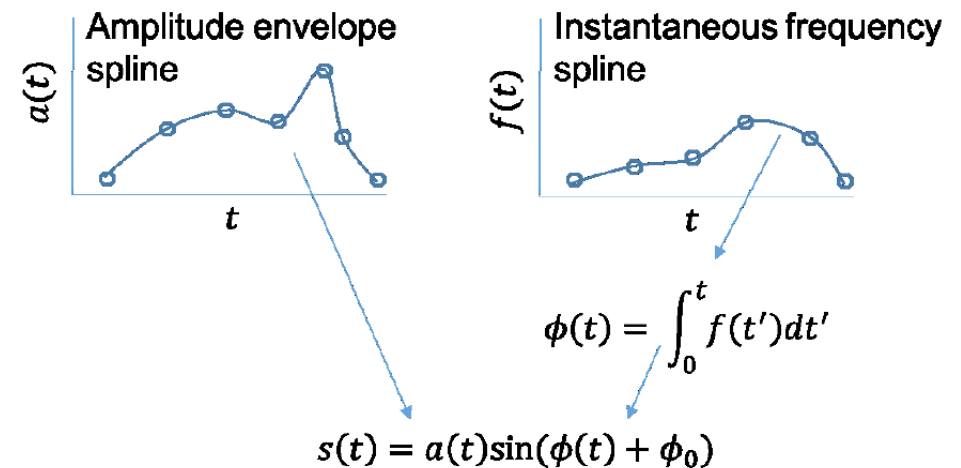 Amplitude envelope
spline
a(t)
t
Instantaneous frequency
spline
f(t)
t
ϕ(t) = ∫₀ᵗ f(t′)dt′
s(t) = a(t)sin(ϕ(t) + ϕ₀)